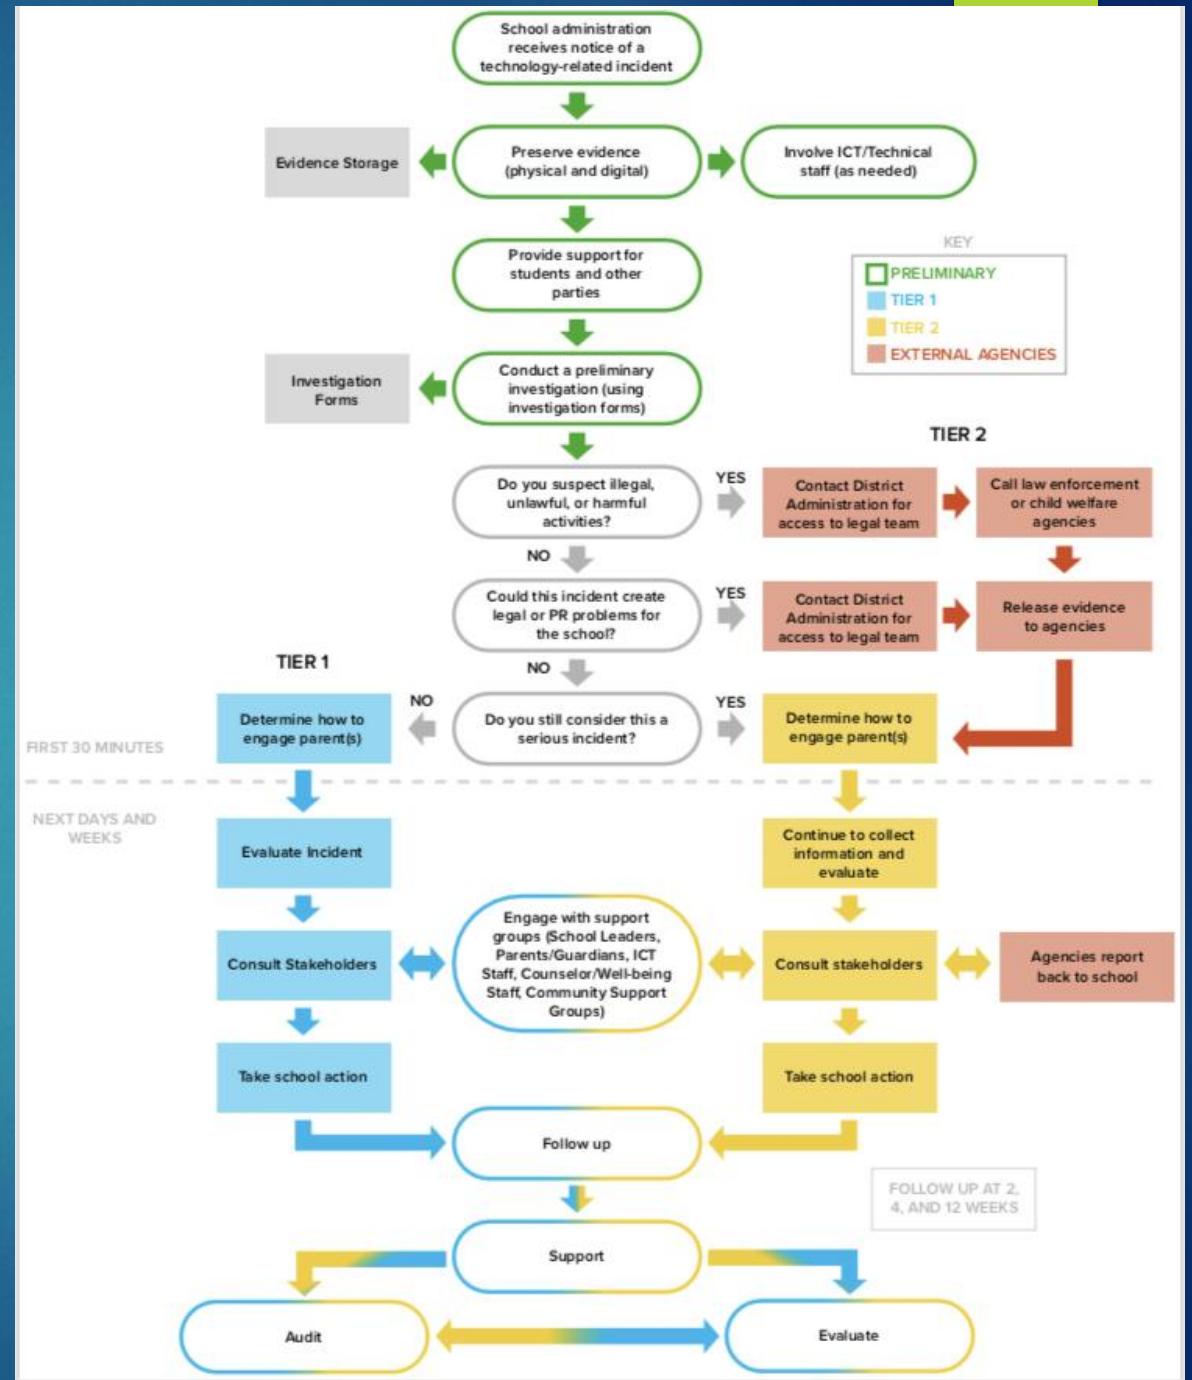 School administration
receives notice of a
technology-related incident
Evidence Storage
Preserve evidence
(physical and digital)
Involve ICT/Technical
staff (as needed)
Provide support for
students and other
parties
KEY
PRELIMINARY
TIER 1
TIER 2
EXTERNAL AGENCIES
Investigation
Forms
Conduct a preliminary
investigation (using
investigation forms)
TIER 2
Do you suspect illegal,
unlawful, or harmful
activities?
YES
Contact District
Administration for
access to legal team
Call law enforcement
or child welfare
agencies
NO
Could this incident create
legal or PR problems for
the school?
YES
Contact District
Administration for
access to legal team
Release evidence
to agencies
NO
TIER 1
Determine how to
engage parent(s)
NO
Do you still consider this a
serious incident?
YES
Determine how to
engage parent(s)
FIRST 30 MINUTES
NEXT DAYS AND
WEEKS
Evaluate Incident
Continue to collect
information and
evaluate
Consult Stakeholders
Engage with support
groups (School Leaders,
Parents/Guardians, ICT
Staff, Counselor/Well-being
Staff, Community Support
Groups)
Consult stakeholders
Agencies report
back to school
Take school action
Take school action
Follow up
FOLLOW UP AT 2,
4, AND 12 WEEKS
Support
Audit
Evaluate